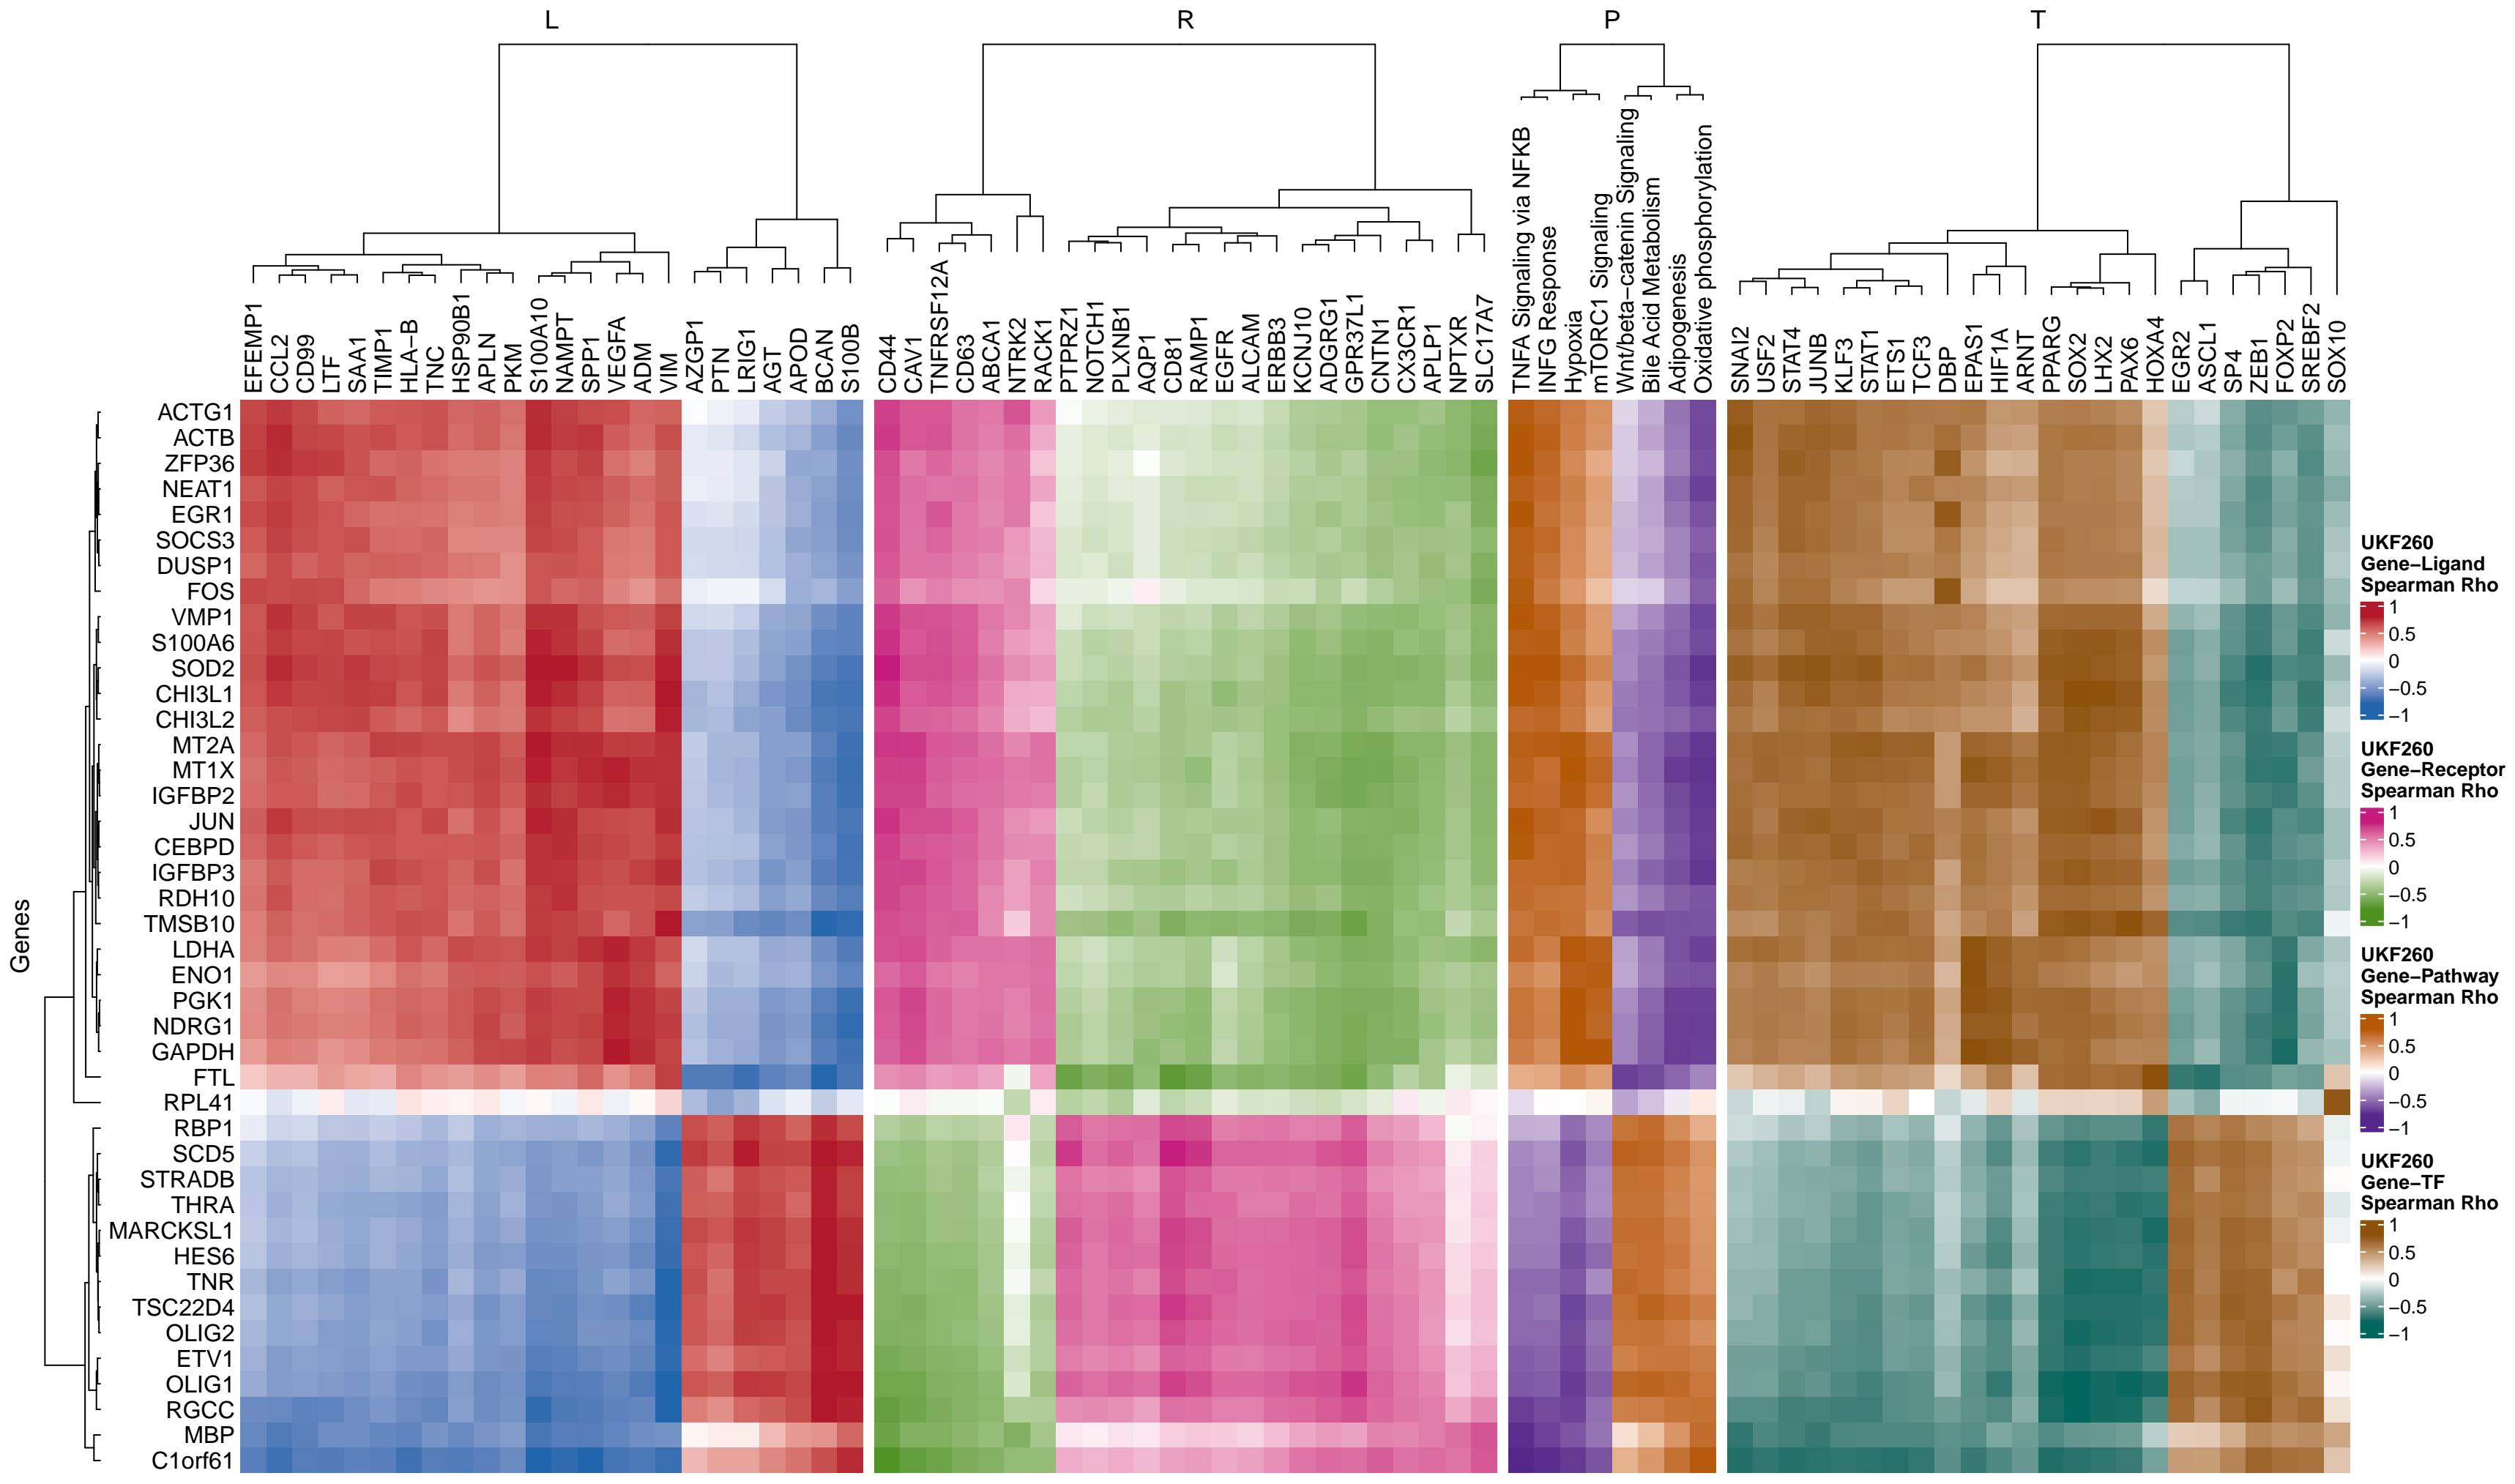 L R P T
EFEMP1
CCL2
CD99
LTF
SAA1
TIMP1
HLA−B
TNC
HSP90B1
APLN
PKM
S100A10
NAMPT
SPP1
VEGFA
ADM
VIM
AZGP1
PTN
LRIG1
AGT
APOD
BCAN
S100B
CD44
CAV1
TNFRSF12A
CD63
ABCA1
NTRK2
RACK1
PTPRZ1
NOTCH1
PLXNB1
AQP1
CD81
RAMP1
EGFR
ALCAM
ERBB3
KCNJ10
ADGRG1
GPR37L1
CNTN1
CX3CR1
APLP1
NPTXR
SLC17A7
TNFA Signaling via NFKB
INFG Response
Hypoxia
mTORC1 Signaling
Wnt/beta−catenin Signaling
Bile Acid Metabolism
Adipogenesis
Oxidative phosphorylation
SNAI2
USF2
STAT4
JUNB
KLF3
STAT1
ETS1
TCF3
DBP
EPAS1
HIF1A
ARNT
PPARG
SOX2
LHX2
PAX6
HOXA4
EGR2
ASCL1
SP4
ZEB1
FOXP2
SREBF2
SOX10
Genes
ACTG1
ACTB
ZFP36
NEAT1
EGR1
SOCS3
DUSP1
FOS
VMP1
S100A6
SOD2
CHI3L1
CHI3L2
MT2A
MT1X
IGFBP2
JUN
CEBPD
IGFBP3
RDH10
TMSB10
LDHA
ENO1
PGK1
NDRG1
GAPDH
FTL
RPL41
RBP1
SCD5
STRADB
THRA
MARCKSL1
HES6
TNR
TSC22D4
OLIG2
ETV1
OLIG1
RGCC
MBP
C1orf61
UKF260
Gene−Ligand
Spearman Rho
1
0.5
0
−0.5
−1
UKF260
Gene−Receptor
Spearman Rho
1
0.5
0
−0.5
−1
UKF260
Gene−Pathway
Spearman Rho
1
0.5
0
−0.5
−1
UKF260
Gene−TF
Spearman Rho
1
0.5
0
−0.5
−1